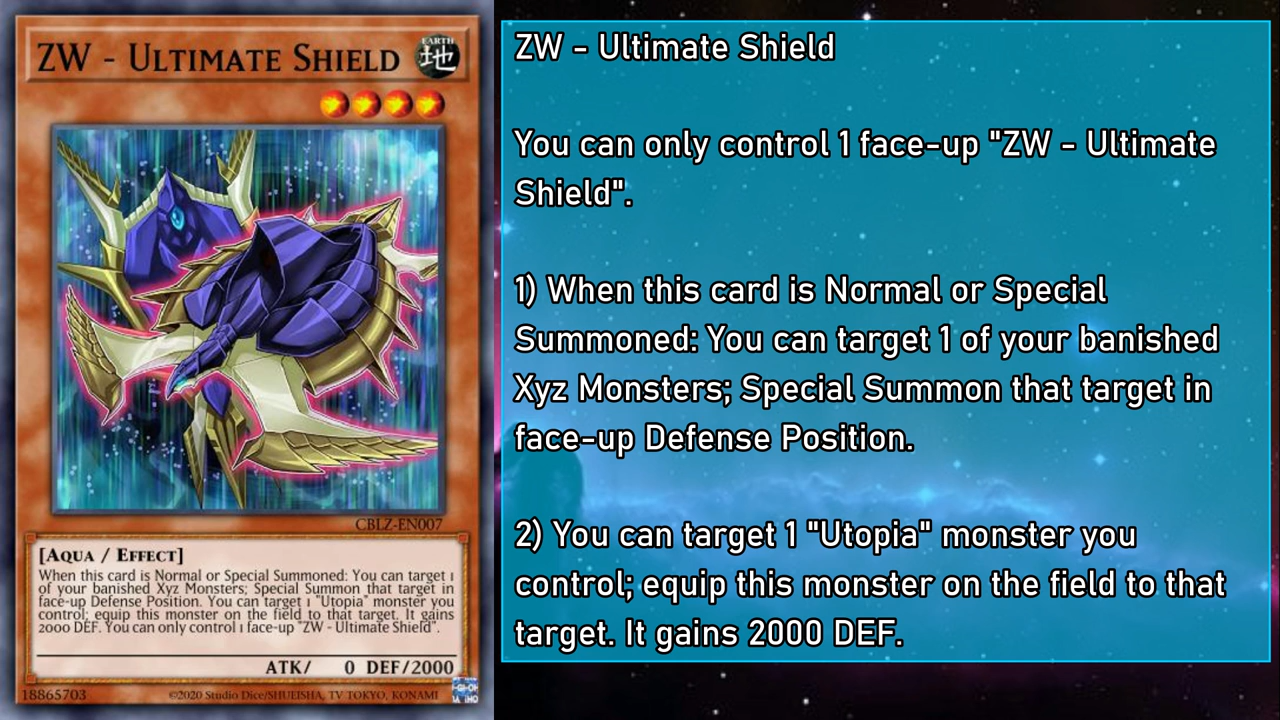 ZW - Ultimate Shield
EARTH
地
CBLZ-EN007
[Aqua / Effect]
When this card is Normal or Special Summoned: You can target 1
of your banished Xyz Monsters; Special Summon that target in
face-up Defense Position. You can target 1 "Utopia" monster you
control; equip this monster on the field to that target. It gains
2000 DEF. You can only control 1 face-up "ZW - Ultimate Shield".
ATK/ 0 DEF/2000
18865703
©2020 Studio Dice/SHUEISHA, TV TOKYO, KONAMI
ZW - Ultimate Shield
You can only control 1 face-up "ZW - Ultimate
Shield".
1) When this card is Normal or Special
Summoned: You can target 1 of your banished
Xyz Monsters; Special Summon that target in
face-up Defense Position.
2) You can target 1 "Utopia" monster you
control; equip this monster on the field to that
target. It gains 2000 DEF.